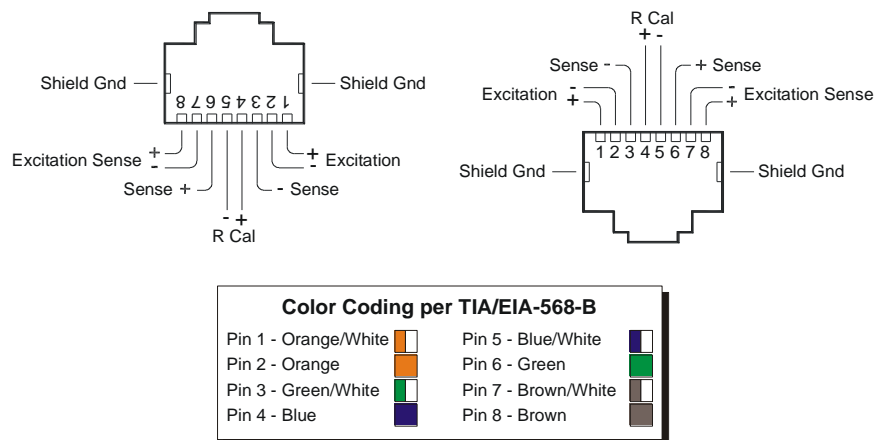 Shield Gnd
Shield Gnd
8 7 6 5 4 3 2 1
Excitation Sense + -
+ - Excitation
Sense +
- Sense
- +
R Cal
R Cal
+ -
Sense -
+ Sense
Excitation - +
- + Excitation Sense
1 2 3 4 5 6 7 8
Shield Gnd
Shield Gnd
Color Coding per TIA/EIA-568-B
Pin 1 - Orange/White
Pin 2 - Orange
Pin 3 - Green/White
Pin 4 - Blue
Pin 5 - Blue/White
Pin 6 - Green
Pin 7 - Brown/White
Pin 8 - Brown